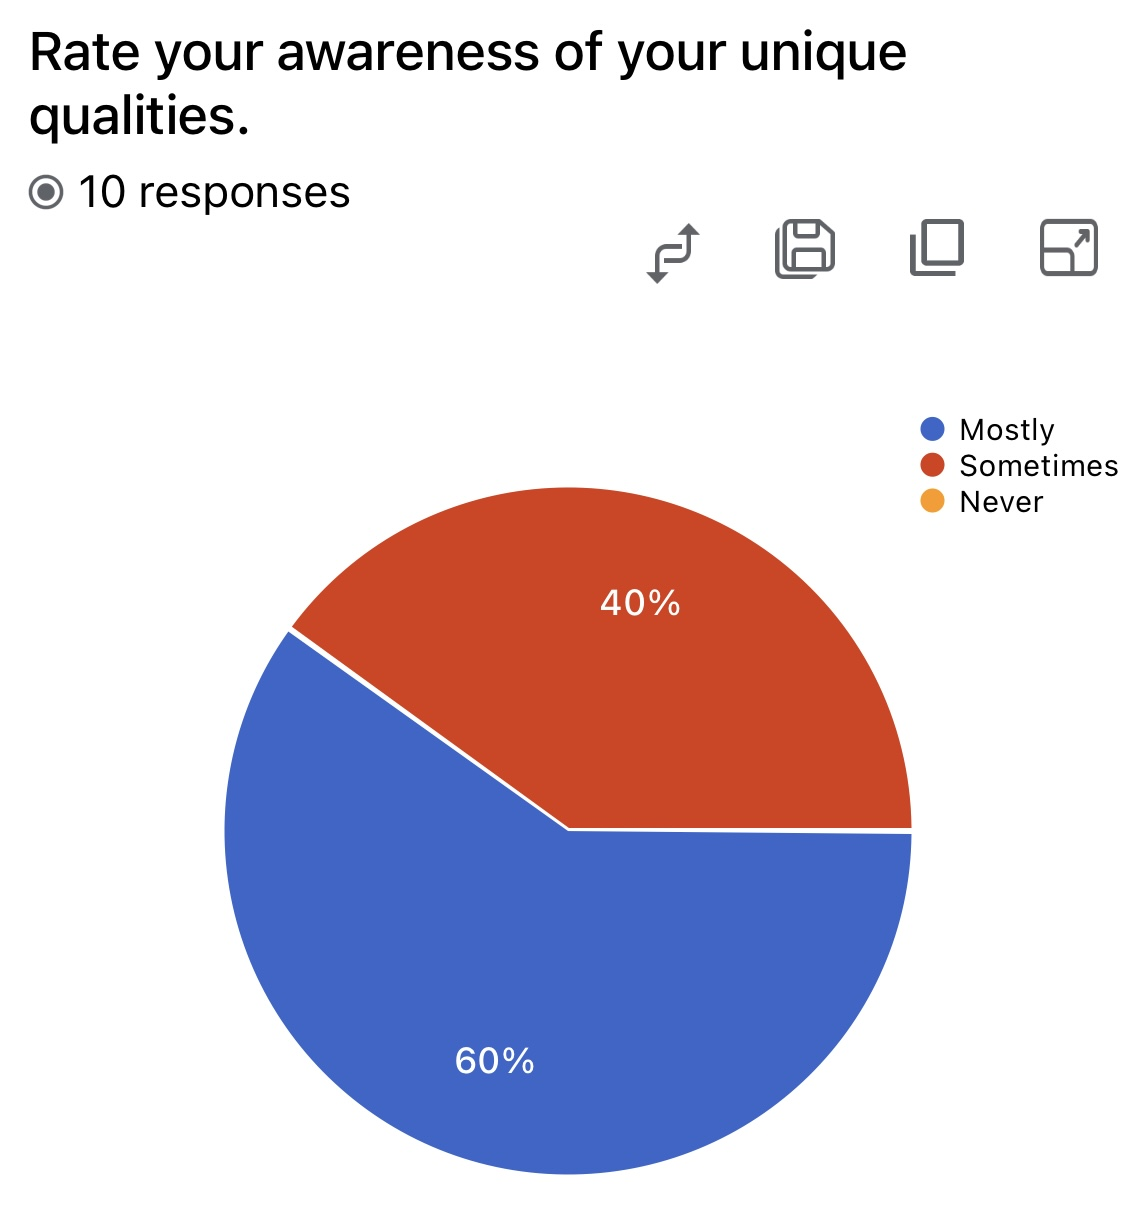 Rate your awareness of your unique
qualities.
10 responses
Mostly
Sometimes
Never
40%
60%